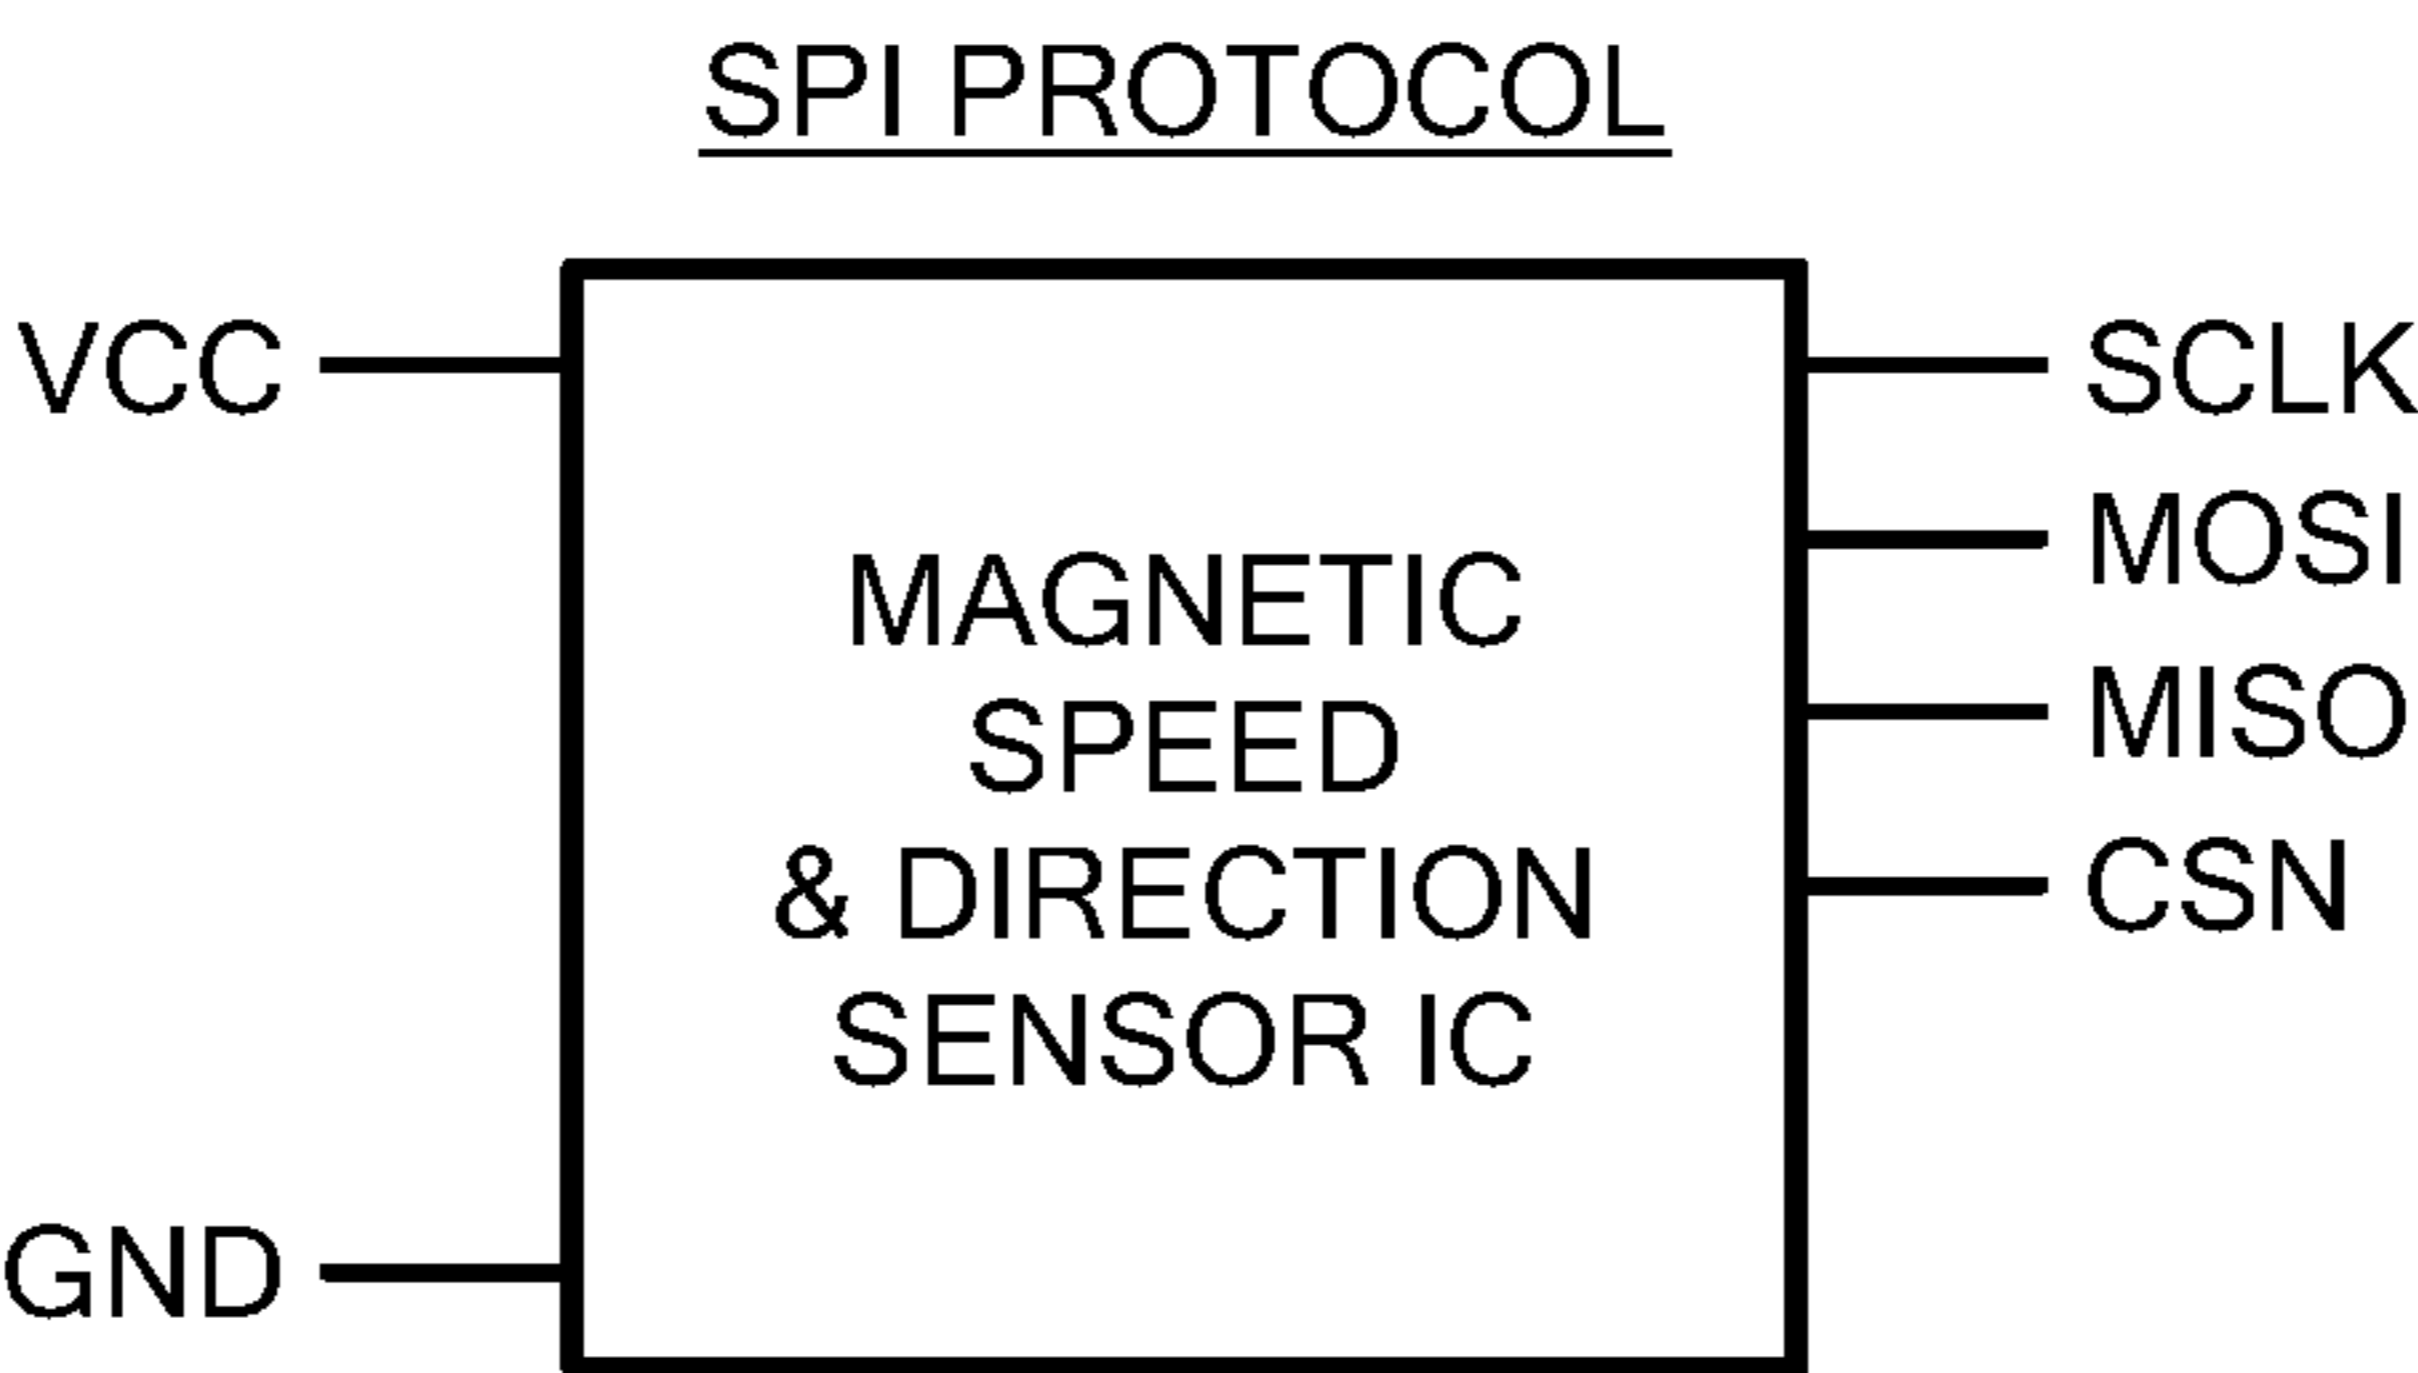 SPI PROTOCOL
VCC
SCLK
MOSI
MAGNETIC
SPEED
& DIRECTION
SENSOR IC
MISO
CSN
GND